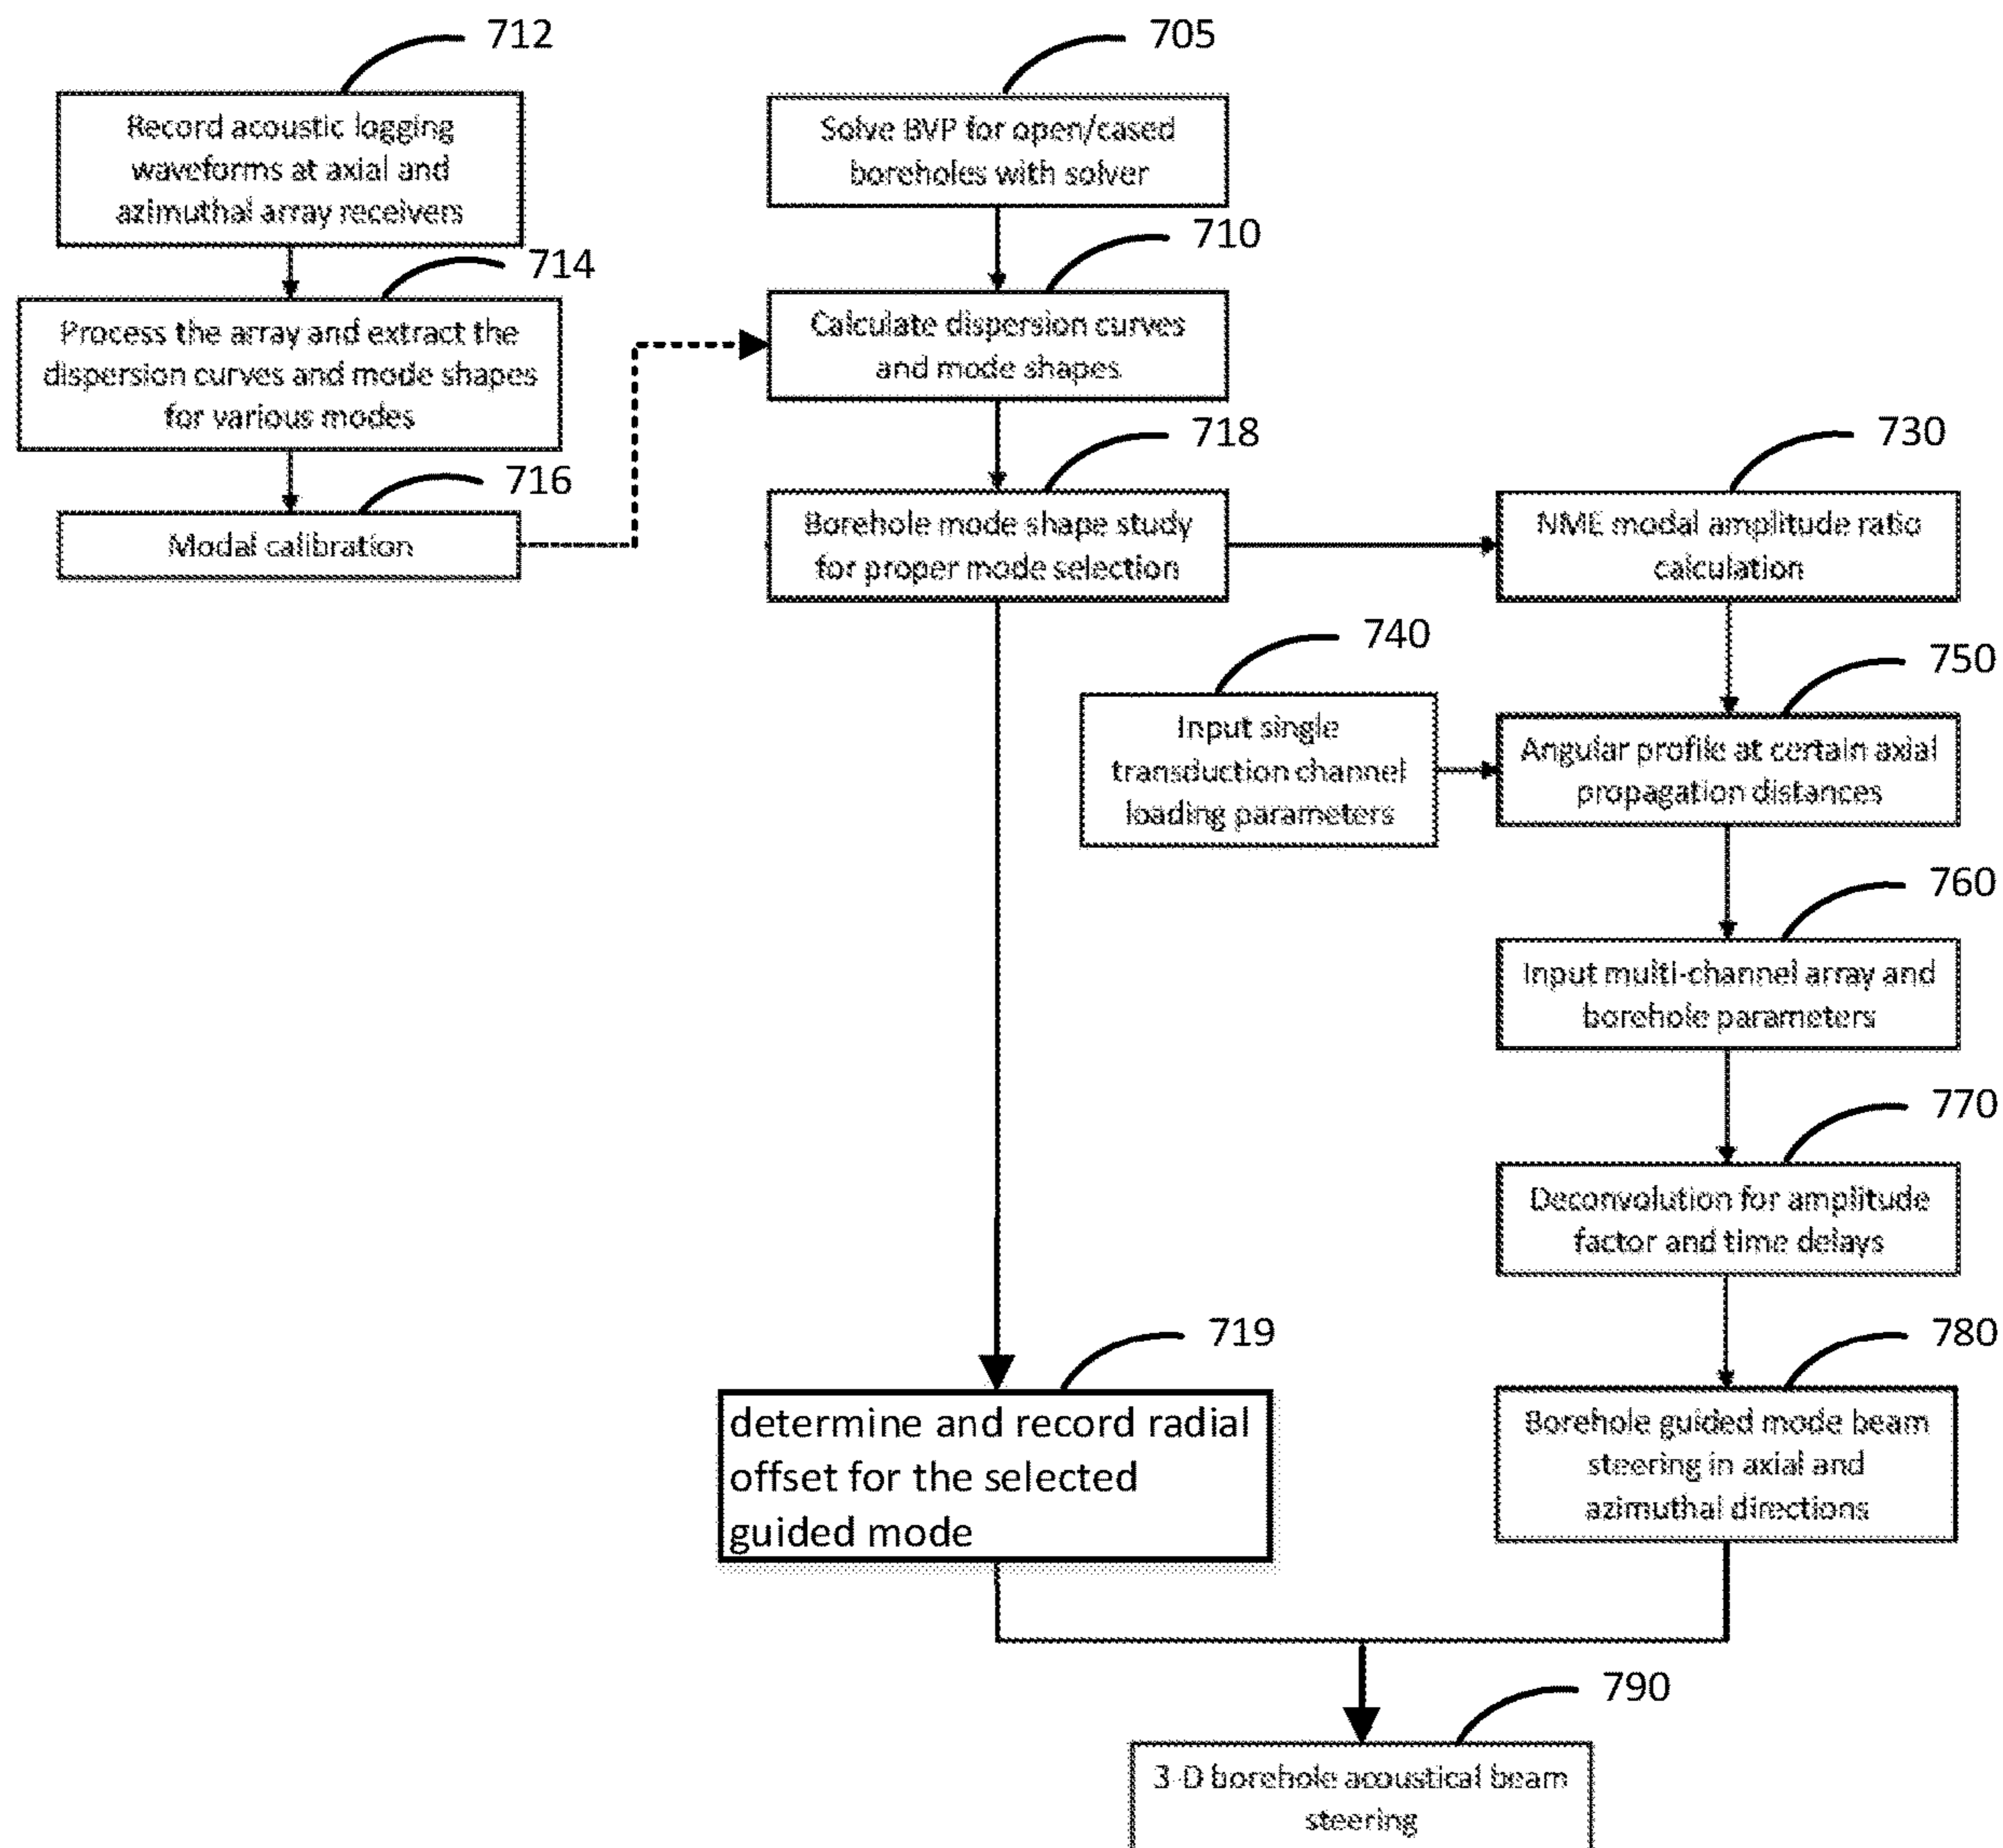 712
Record acoustic logging
waveforms at axial and
azimuthal array receivers
714
Process the array and extract the
dispersion curves and mode shapes
for various modes
716
Modal calibration
705
Solve BVP for open/cased
boreholes with solver
710
Calculate dispersion curves
and mode shapes
718
Borehole mode shape study
for proper mode selection
730
NME modal amplitude ratio
calculation
740
Input single
transduction channel
loading parameters
750
Angular profile at certain axial
propagation distances
760
Input multi-channel array and
borehole parameters
770
Deconvolution for amplitude
factor and time delays
719
determine and record radial
offset for the selected
guided mode
780
Borehole guided mode beam
steering in axial and
azimuthal directions
790
3-D borehole acoustical beam
steering